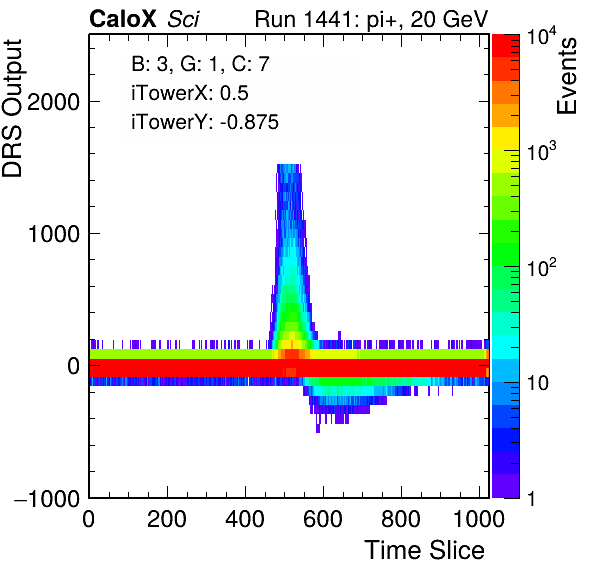 CaloX Sci
Run 1441: pi+, 20 GeV
B: 3, G: 1, C: 7
iTowerX: 0.5
iTowerY: -0.875
DRS Output
2000
1000
0
−1000
0 200 400 600 800 1000
Time Slice
Events
10^4
10^3
10^2
10
1